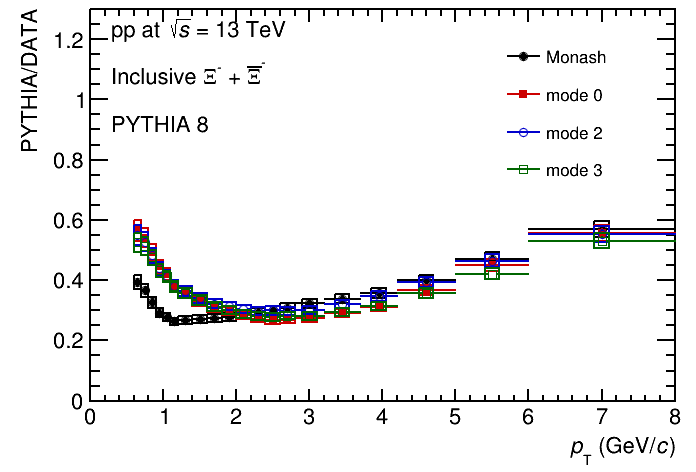 PYTHIA/DATA
pp at √s = 13 TeV
Inclusive Ξ⁻ + Ξ̅⁻
PYTHIA 8
Monash
mode 0
mode 2
mode 3
1.2
1
0.8
0.6
0.4
0.2
0
0 1 2 3 4 5 6 7 8
p_T (GeV/c)